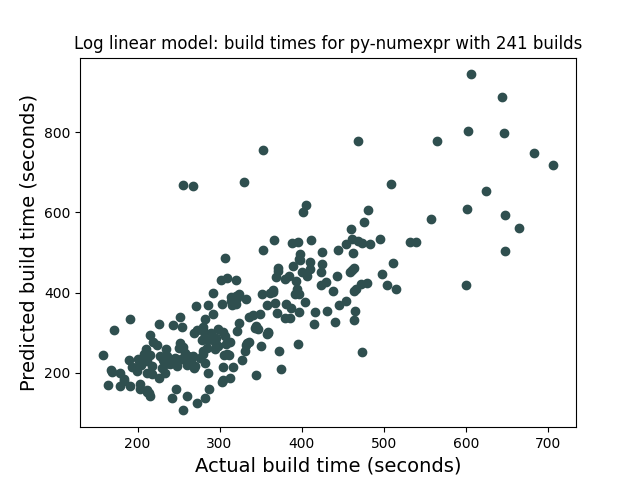 Log linear model: build times for py-numexpr with 241 builds
Predicted build time (seconds)
800
600
400
200
200 300 400 500 600 700
Actual build time (seconds)